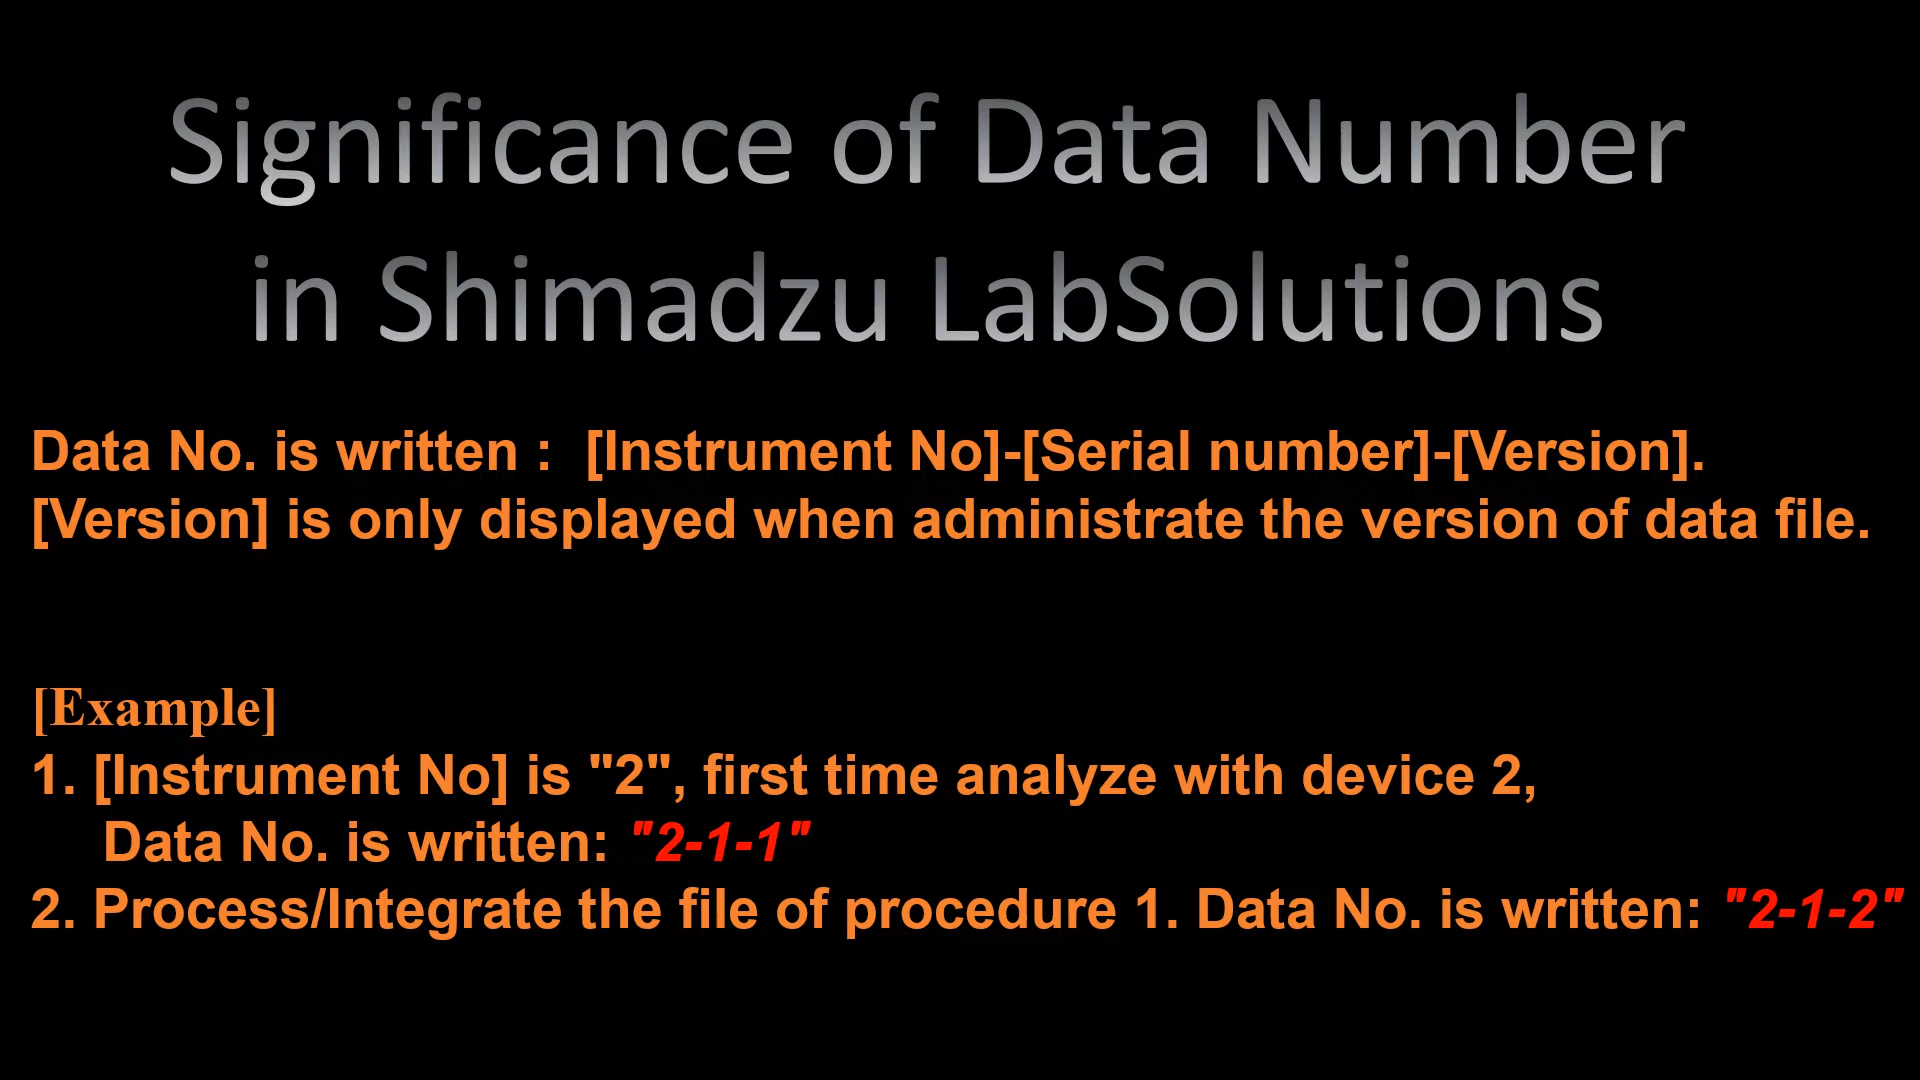 Significance of Data Number
in Shimadzu LabSolutions
Data No. is written :  [Instrument No]-[Serial number]-[Version].
[Version] is only displayed when administrate the version of data file.
[Example]
1. [Instrument No] is "2", first time analyze with device 2,
Data No. is written: "2-1-1"
2. Process/Integrate the file of procedure 1. Data No. is written: "2-1-2"